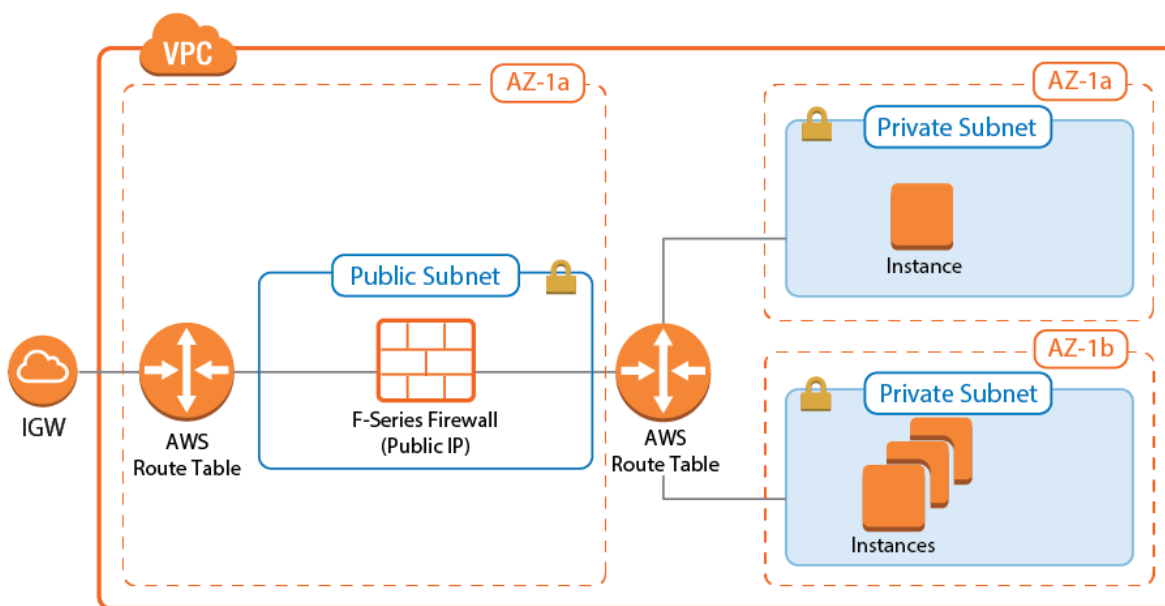 VPC
AZ-1a
AZ-1a
Private Subnet
Instance
Public Subnet
F-Series Firewall
(Public IP)
IGW
AWS
Route Table
AWS
Route Table
AZ-1b
Private Subnet
Instances